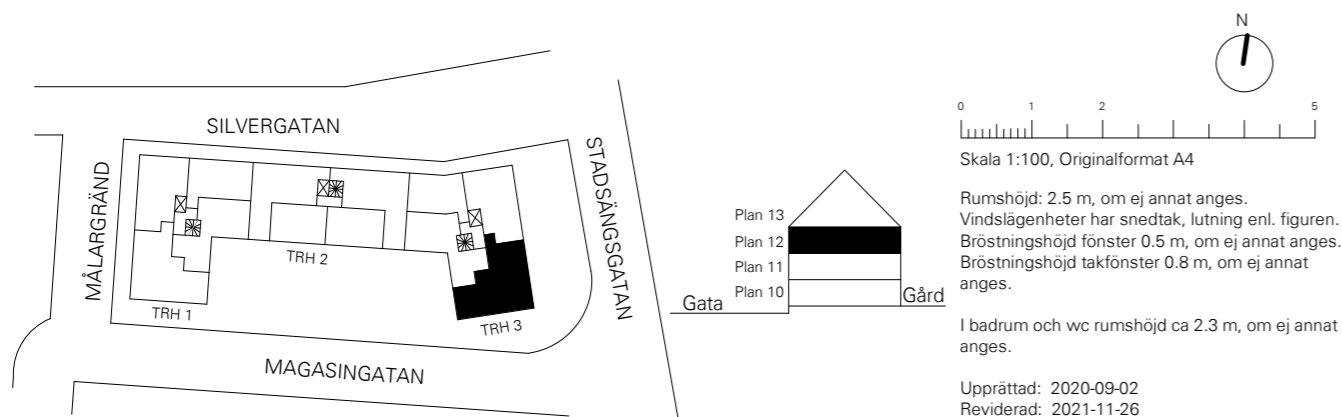 SILVERGATAN
MÅLARGRÄND
STADSÄNGSGATAN
TRH 1
TRH 2
TRH 3
MAGASINGATAN
Plan 13
Plan 12
Plan 11
Plan 10
Gata
Gård
N
0 1 2 5
Skala 1:100, Originalformat A4
Rumshöjd: 2.5 m, om ej annat anges.
Vindslägenheter har snedtak, lutning enl. figuren.
Bröstningshöjd fönster 0.5 m, om ej annat anges.
Bröstningshöjd takfönster 0.8 m, om ej annat
anges.
I badrum och wc rumshöjd ca 2.3 m, om ej annat
anges.
Upprättad: 2020-09-02
Reviderad: 2021-11-26